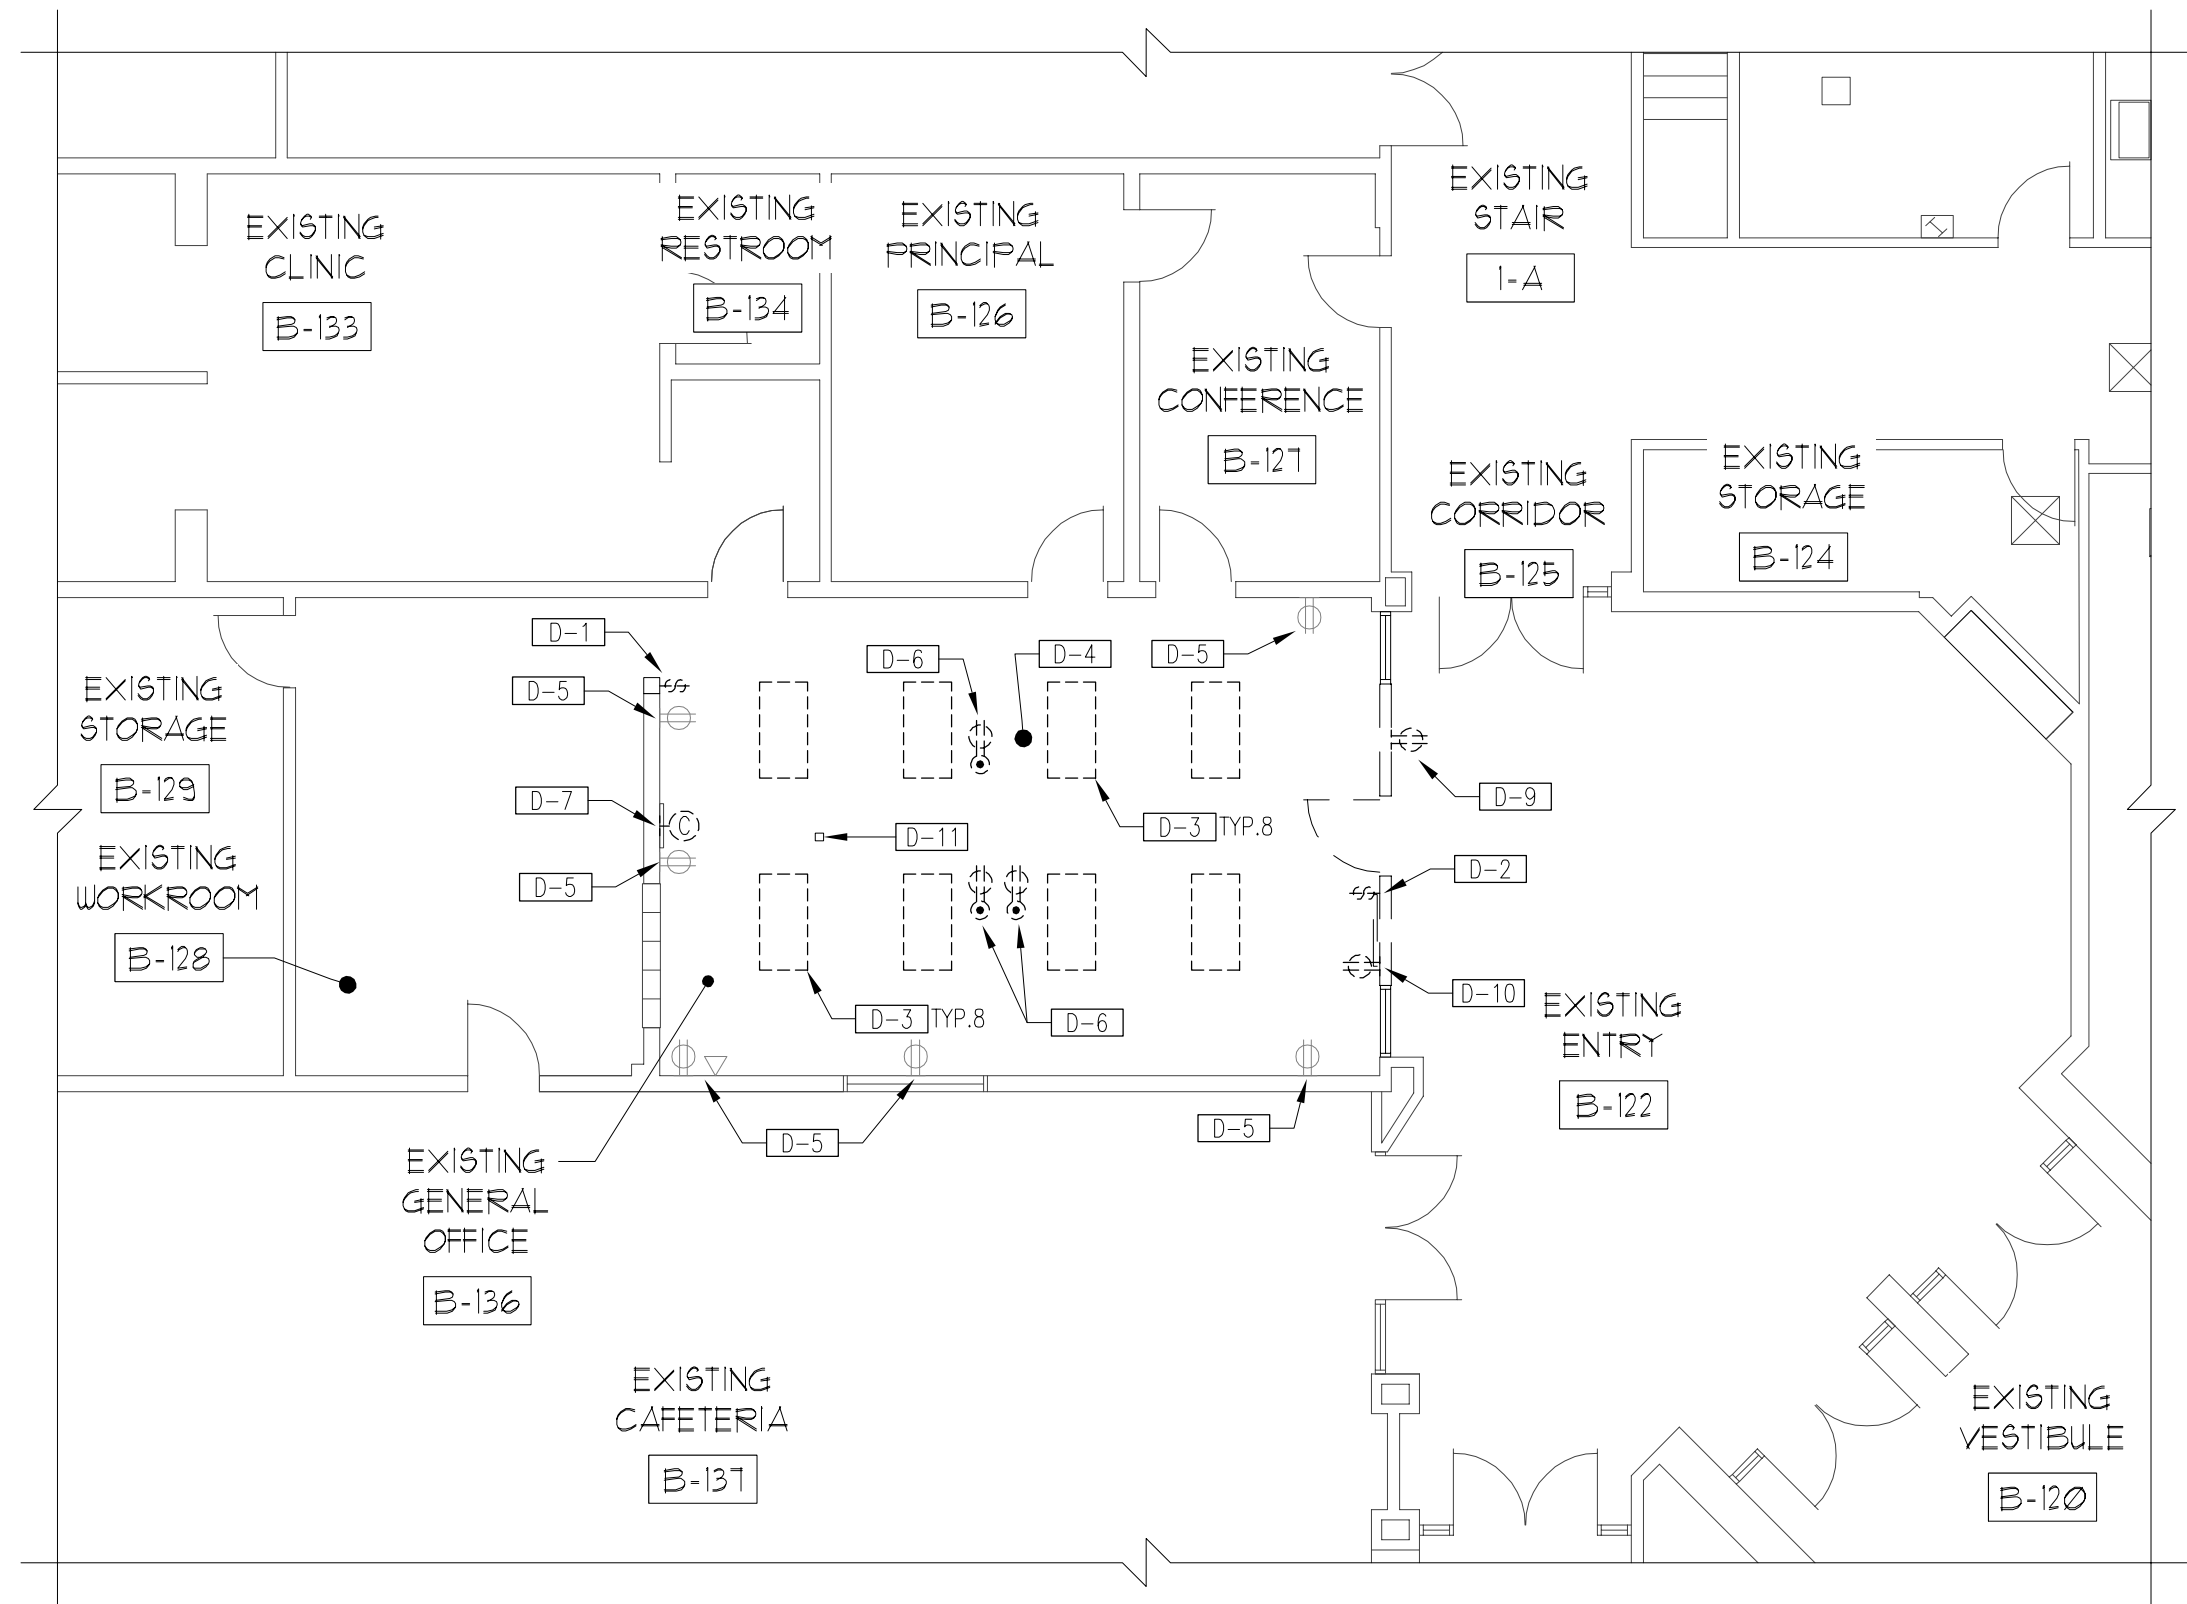 EXISTING
CLINIC
B-133
EXISTING
RESTROOM
B-134
EXISTING
PRINCIPAL
B-126
EXISTING
STAIR
1-A
EXISTING
CONFERENCE
B-127
EXISTING
CORRIDOR
B-125
EXISTING
STORAGE
B-124
D-1
D-6
D-4
D-5
D-5
EXISTING
STORAGE
B-129
D-7
C
D-9
D-11
D-3 TYP.8
EXISTING
WORKROOM
B-128
D-5
D-2
$
$
D-10
D-3 TYP.8
D-6
EXISTING
ENTRY
B-122
D-5
D-5
EXISTING
GENERAL
OFFICE
B-136
EXISTING
CAFETERIA
B-137
EXISTING
VESTIBULE
B-120